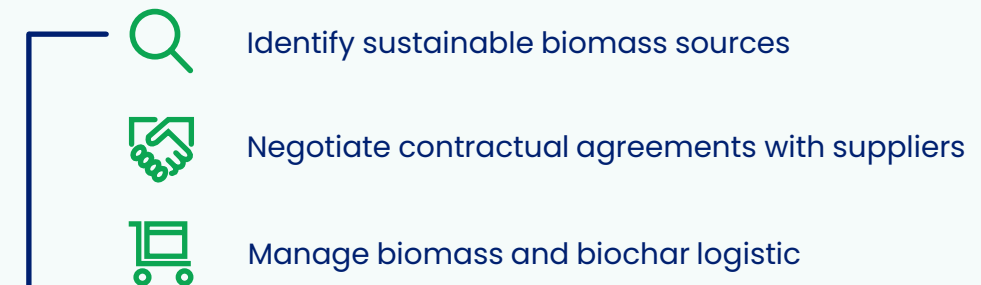 Identify sustainable biomass sources
Negotiate contractual agreements with suppliers
Manage biomass and biochar logistic